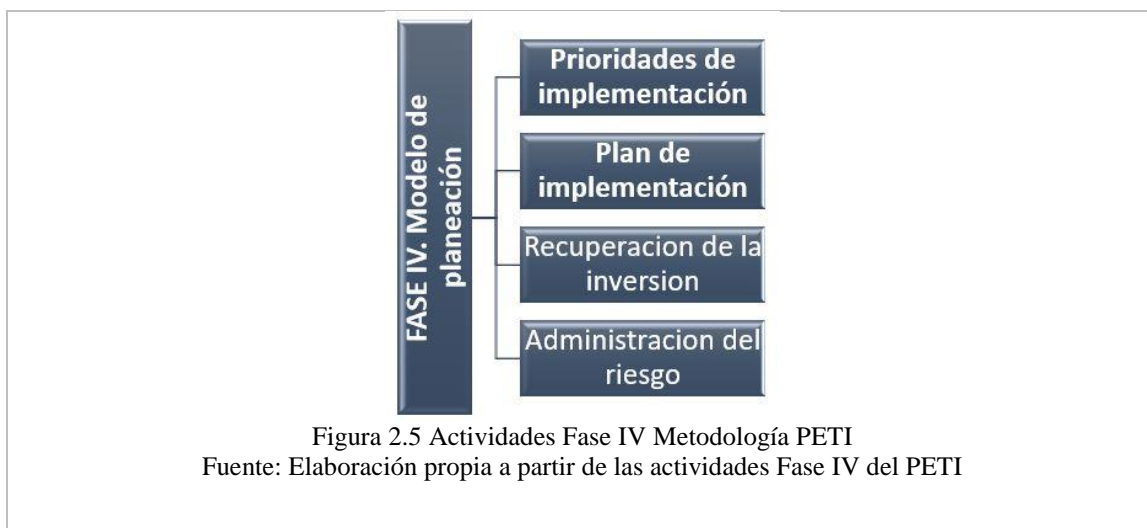 FASE IV. Modelo de
planeación
Prioridades de
implementación
Plan de
implementación
Recuperacion de la
inversion
Administracion del
riesgo
Figura 2.5 Actividades Fase IV Metodología PETI
Fuente: Elaboración propia a partir de las actividades Fase IV del PETI